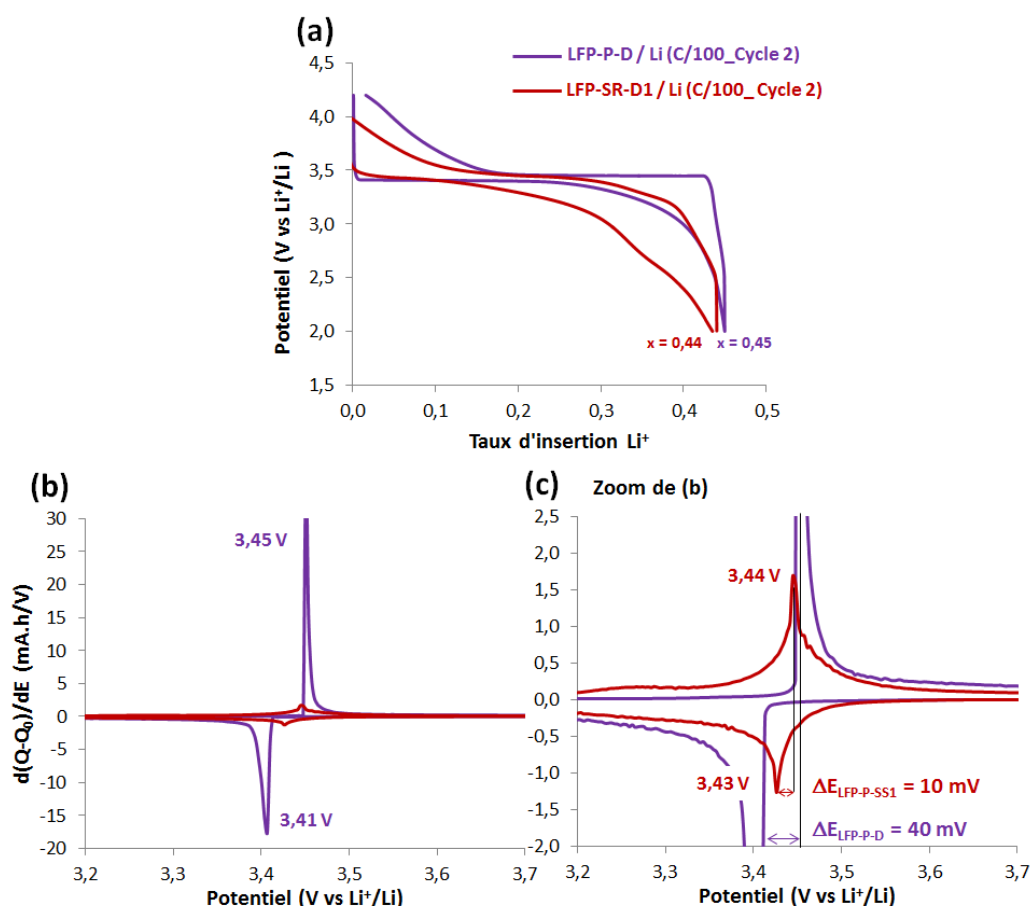 (a)
LFP-P-D / Li (C/100_Cycle 2)
LFP-SR-D1 / Li (C/100_ Cycle 2)
4,5
4,0
3,5
3,0
2,5
2,0
1,5
Potentiel (V vs Li⁺/Li )
x = 0,44
x = 0,45
0,0 0,1 0,2 0,3 0,4 0,5
Taux d'insertion Li⁺
(b)
30
25
20
15
10
5
0
-5
-10
-15
-20
d(Q-Q₀)/dE (mA.h/V)
3,45 V
3,41 V
3,2 3,3 3,4 3,5 3,6 3,7
Potentiel (V vs Li⁺/Li)
(c) Zoom de (b)
2,5
2,0
1,5
1,0
0,5
0,0
-0,5
-1,0
-1,5
-2,0
3,44 V
3,43 V
ΔE_LFP-P-SS1 = 10 mV
ΔE_LFP-P-D = 40 mV
3,2 3,3 3,4 3,5 3,6 3,7
Potentiel (V vs Li⁺/Li)